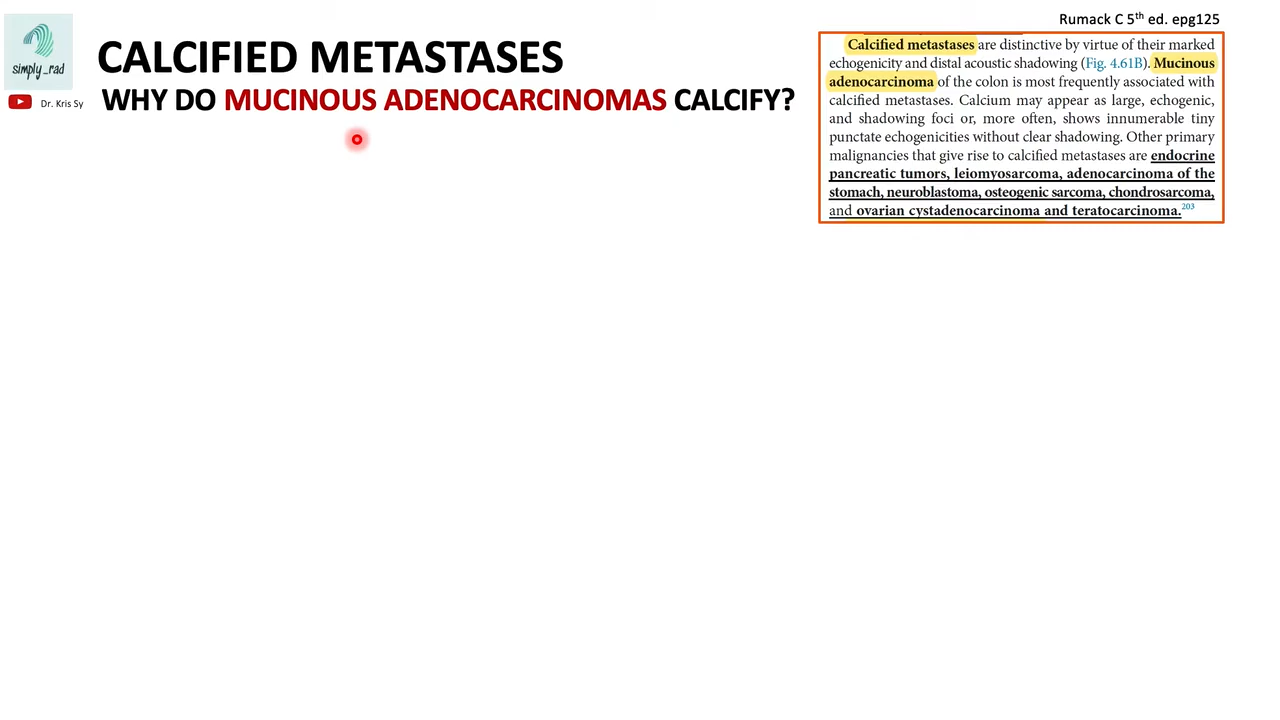 Rumack C 5th ed. epg125
simply_rad
Dr. Kris Sy
CALCIFIED METASTASES
WHY DO MUCINOUS ADENOCARCINOMAS CALCIFY?
Calcified metastases are distinctive by virtue of their marked
echogenicity and distal acoustic shadowing (Fig. 4.61B). Mucinous
adenocarcinoma of the colon is most frequently associated with
calcified metastases. Calcium may appear as large, echogenic,
and shadowing foci or, more often, shows innumerable tiny
punctate echogenicities without clear shadowing. Other primary
malignancies that give rise to calcified metastases are endocrine
pancreatic tumors, leiomyosarcoma, adenocarcinoma of the
stomach, neuroblastoma, osteogenic sarcoma, chondrosarcoma,
and ovarian cystadenocarcinoma and teratocarcinoma.203